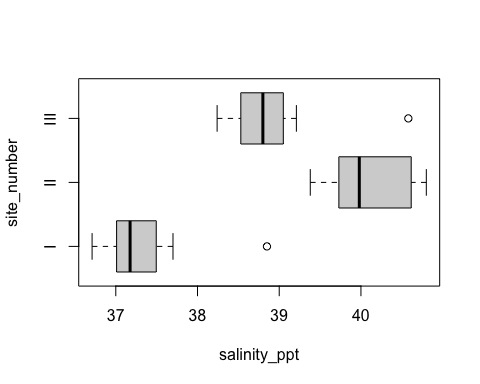 III
II
I
site_number
37 38 39 40
salinity_ppt